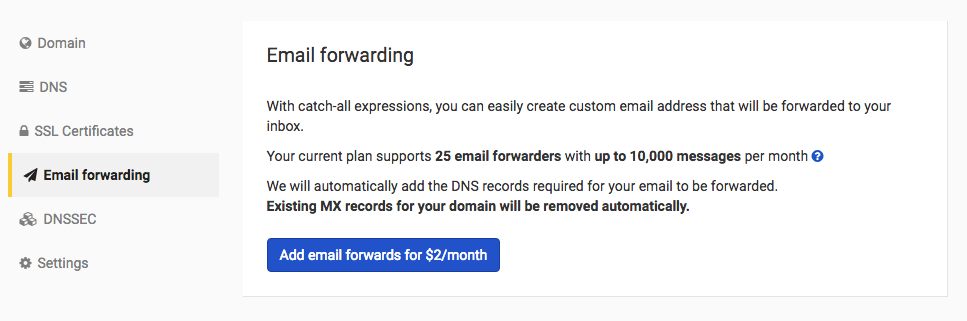 Domain
DNS
SSL Certificates
Email forwarding
DNSSEC
Settings
Email forwarding
With catch-all expressions, you can easily create custom email address that will be forwarded to your
inbox.
Your current plan supports 25 email forwarders with up to 10,000 messages per month ?
We will automatically add the DNS records required for your email to be forwarded.
Existing MX records for your domain will be removed automatically.
Add email forwards for $2/month